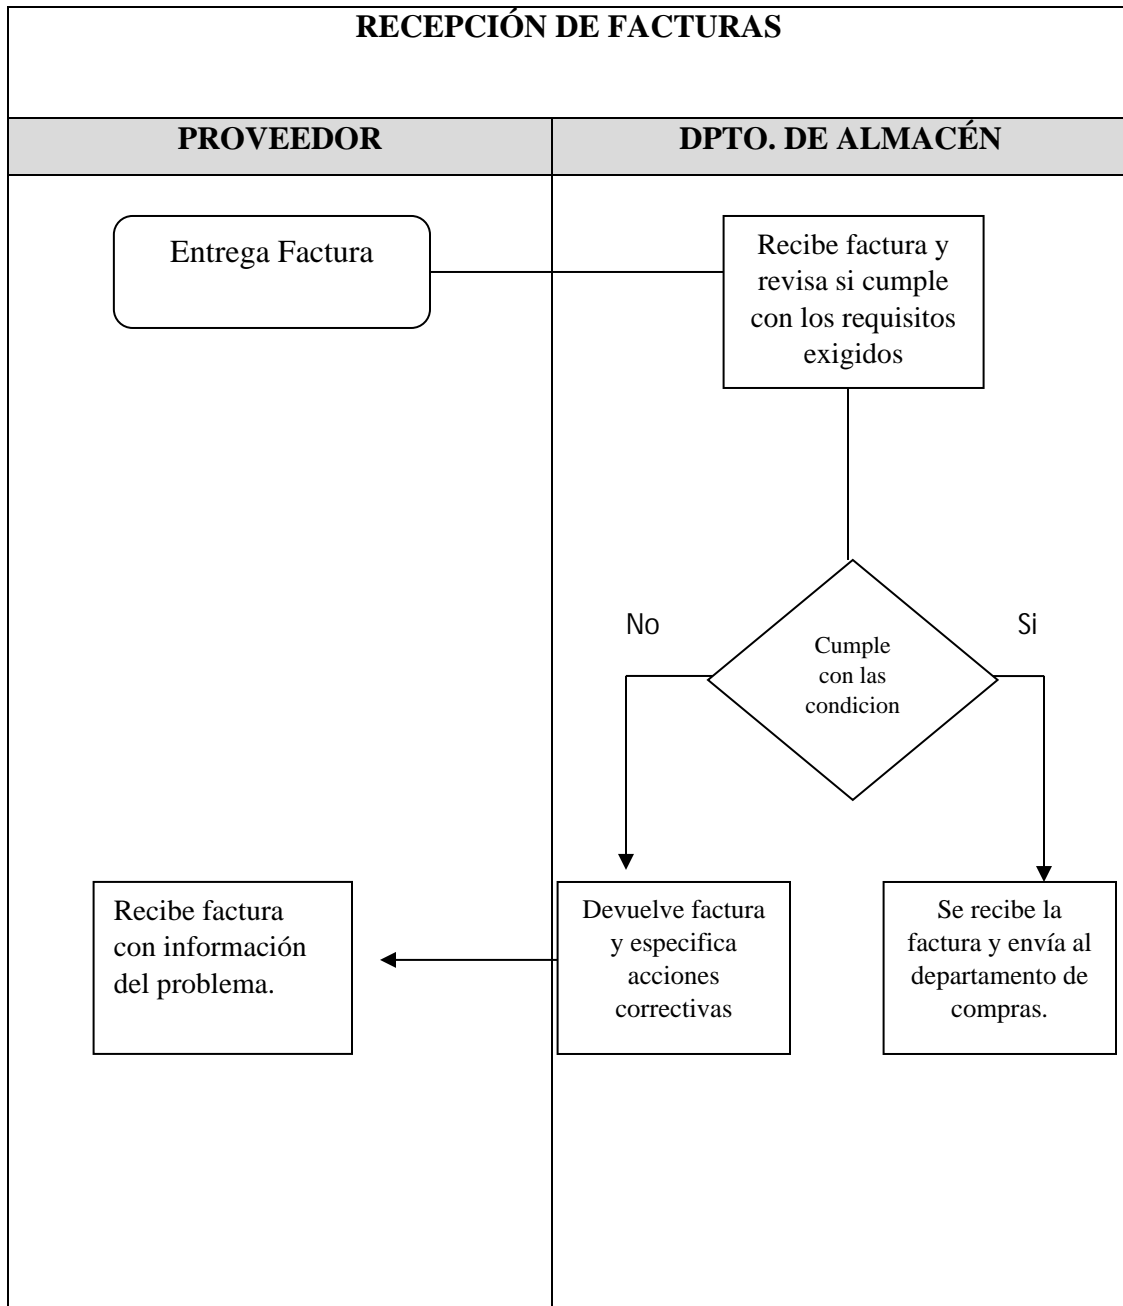 RECEPCIÓN DE FACTURAS
PROVEEDOR
DPTO. DE ALMACÉN
Entrega Factura
Recibe factura y
revisa si cumple
con los requisitos
exigidos
No
Si
Cumple
con las
condicion
Recibe factura
con información
del problema.
Devuelve factura
y especifica
acciones
correctivas
Se recibe la
factura y envía al
departamento de
compras.